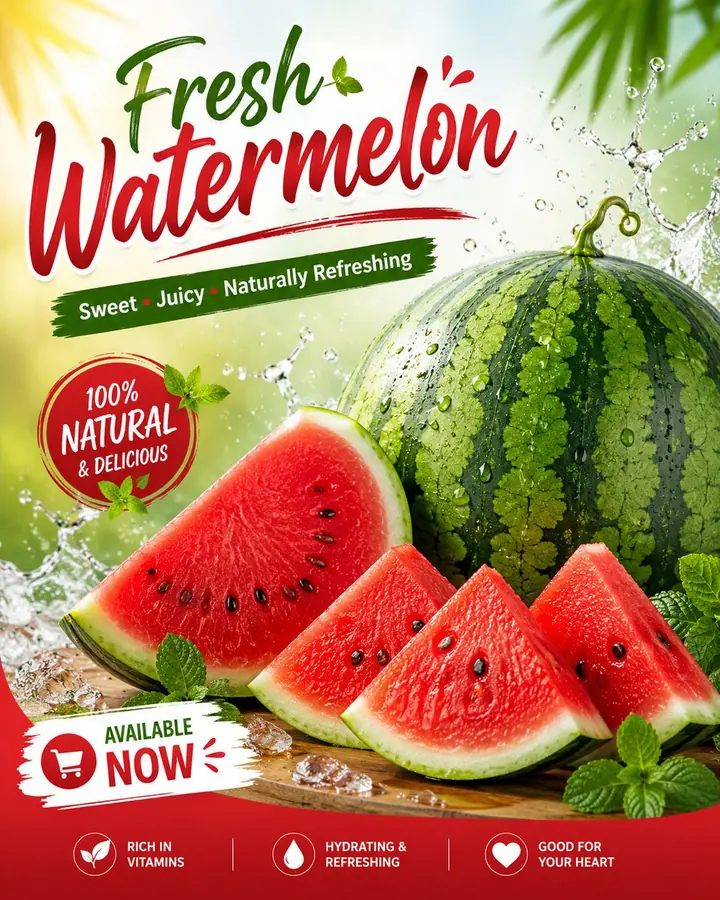 Fresh
Watermelon
Sweet • Juicy • Naturally Refreshing
100%
NATURAL
& DELICIOUS
AVAILABLE
NOW
RICH IN
VITAMINS
HYDRATING &
REFRESHING
GOOD FOR
YOUR HEART